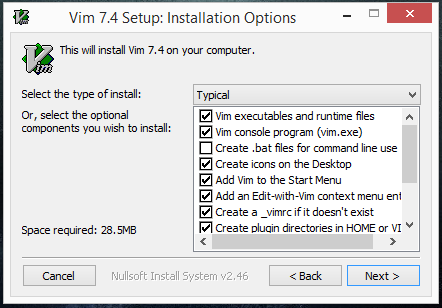 Vim 7.4 Setup: Installation Options
Vim
This will install Vim 7.4 on your computer.
Select the type of install:
Typical
Or, select the optional
components you wish to install:
Vim executables and runtime files
Vim console program (vim.exe)
Create .bat files for command line use
Create icons on the Desktop
Add Vim to the Start Menu
Add an Edit-with-Vim context menu ent
Create a _vimrc if it doesn't exist
Create plugin directories in HOME or VI
Space required: 28.5MB
Cancel
Nullsoft Install System v2.46
< Back
Next >